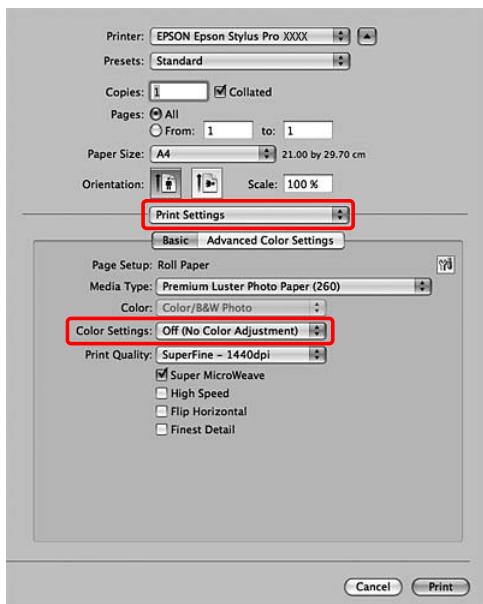 Printer: EPSON Epson Stylus Pro XXXX
Presets: Standard
Copies: 1 Collated
Pages: All
From: 1 to: 1
Paper Size: A4 21.00 by 29.70 cm
Orientation: Scale: 100 %
Print Settings
Basic Advanced Color Settings
Page Setup: Roll Paper
Media Type: Premium Luster Photo Paper (260)
Color: Color/B&W Photo
Color Settings: Off (No Color Adjustment)
Print Quality: SuperFine - 1440dpi
Super MicroWeave
High Speed
Flip Horizontal
Finest Detail
Cancel Print